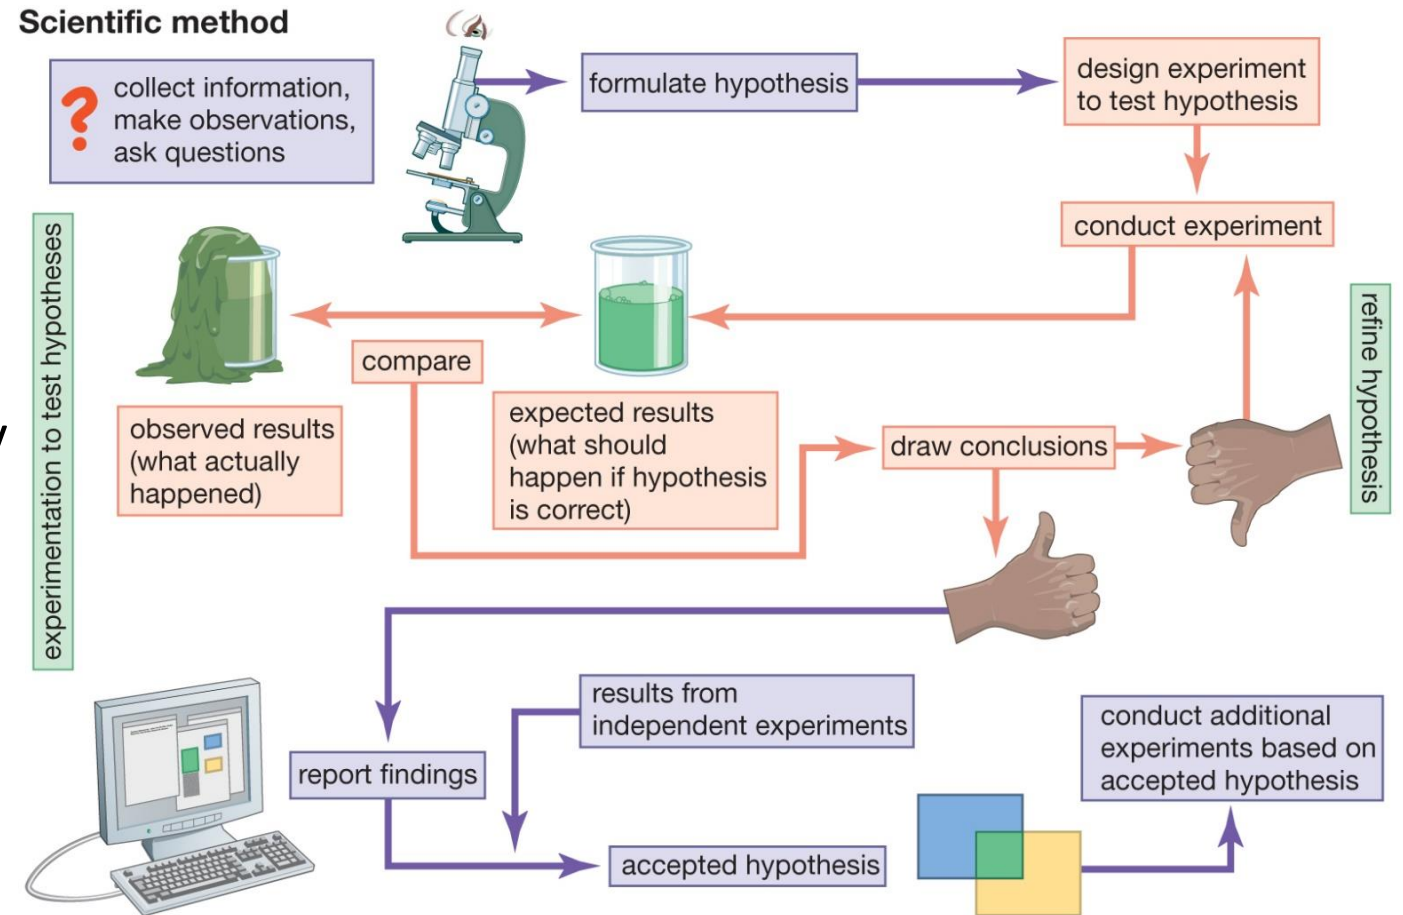 Scientific method
?
collect information,
make observations,
ask questions
formulate hypothesis
design experiment
to test hypothesis
conduct experiment
experimentation to test hypotheses
refine hypothesis
compare
observed results
(what actually
happened)
expected results
(what should
happen if hypothesis
is correct)
draw conclusions
results from
independent experiments
report findings
conduct additional
experiments based on
accepted hypothesis
accepted hypothesis